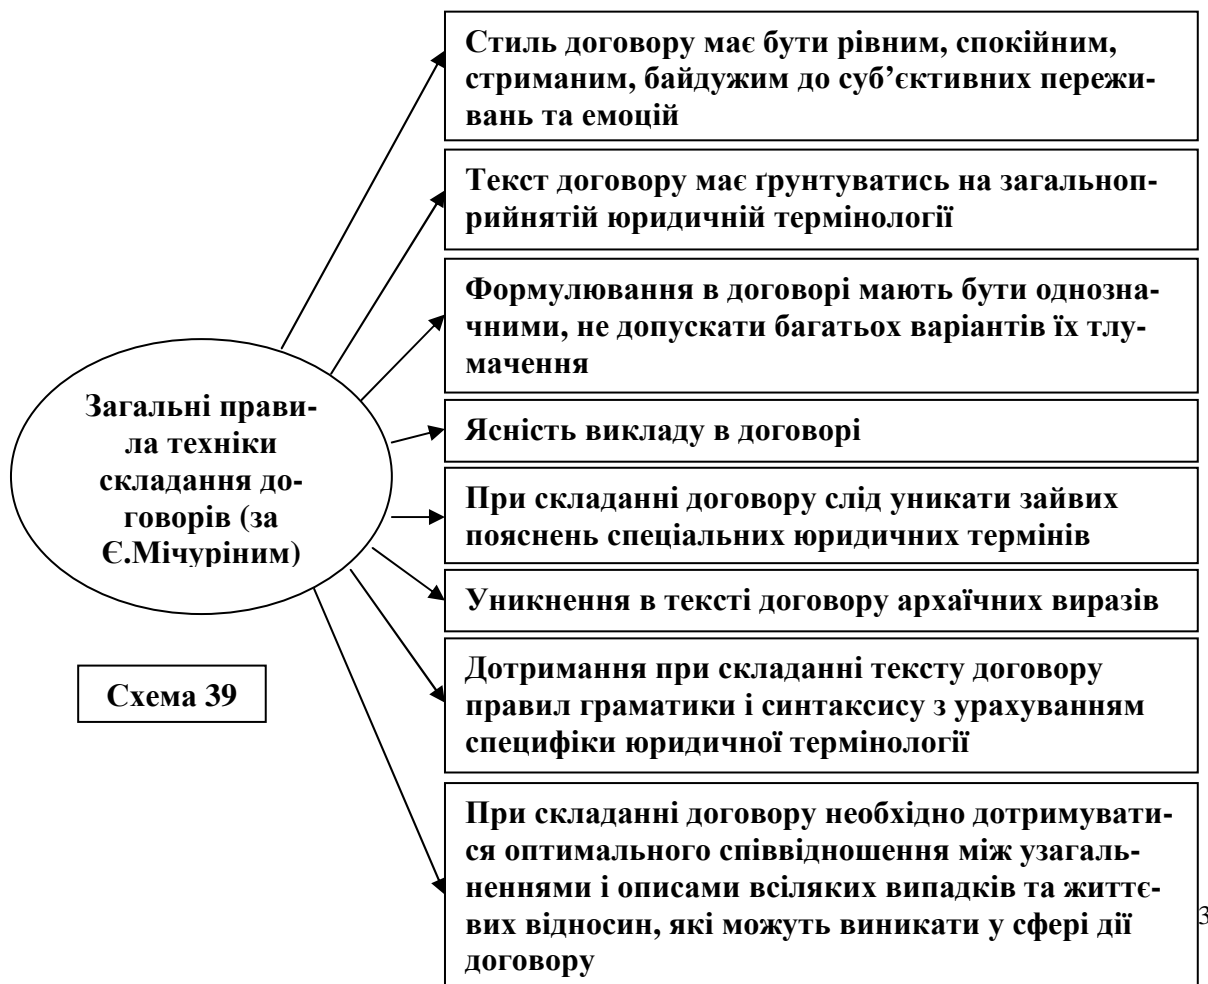 Стиль договору має бути рівним, спокійним,
стриманим, байдужим до суб’єктивних пережи-
вань та емоцій
Текст договору має ґрунтуватись на загальноп-
рийнятій юридичній термінології
Формулювання в договорі мають бути однозна-
чними, не допускати багатьох варіантів їх тлу-
мачення
Загальні прави-
ла техніки
складання до-
говорів (за
Є.Мічуріним)
Ясність викладу в договорі
При складанні договору слід уникати зайвих
пояснень спеціальних юридичних термінів
Уникнення в тексті договору архаїчних виразів
Дотримання при складанні тексту договору
правил граматики і синтаксису з урахуванням
специфіки юридичної термінології
Схема 39
При складанні договору необхідно дотримувати-
ся оптимального співвідношення між узагаль-
неннями і описами всіляких випадків та життє-
вих відносин, які можуть виникати у сфері дії
договору
3